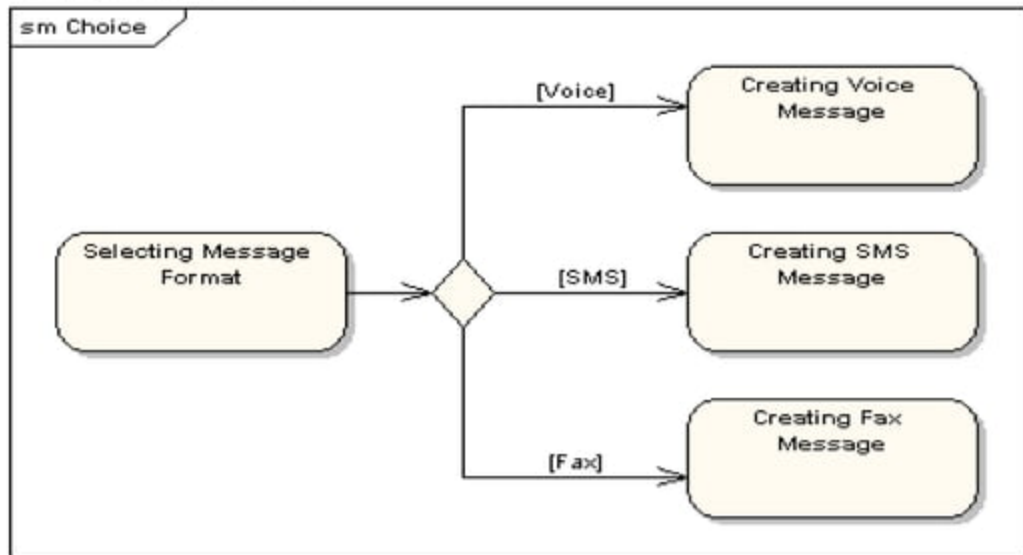 sm Choice
[Voice]
Creating Voice
Message
Selecting Message
Format
[SMS]
Creating SMS
Message
[Fax]
Creating Fax
Message